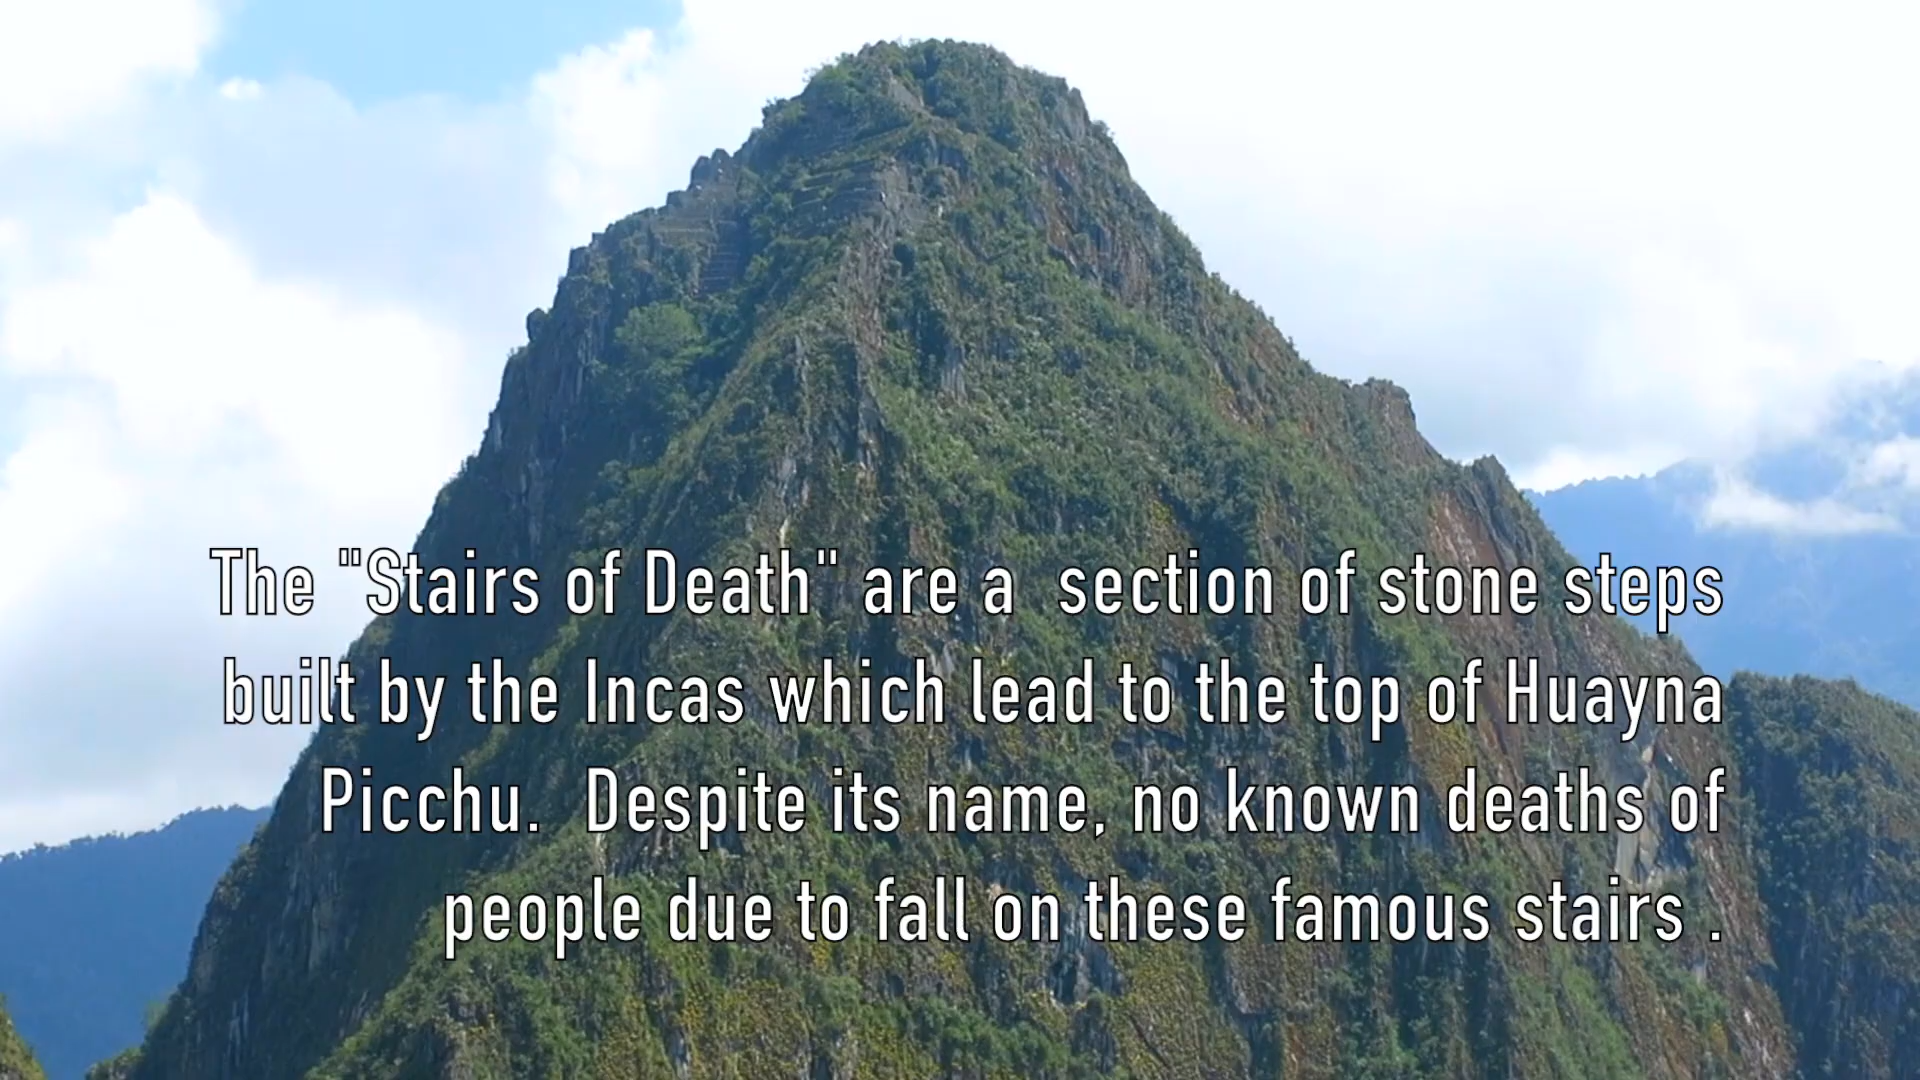 The "Stairs of Death" are a  section of stone steps
built by the Incas which lead to the top of Huayna
Picchu.  Despite its name, no known deaths of
people due to fall on these famous stairs .